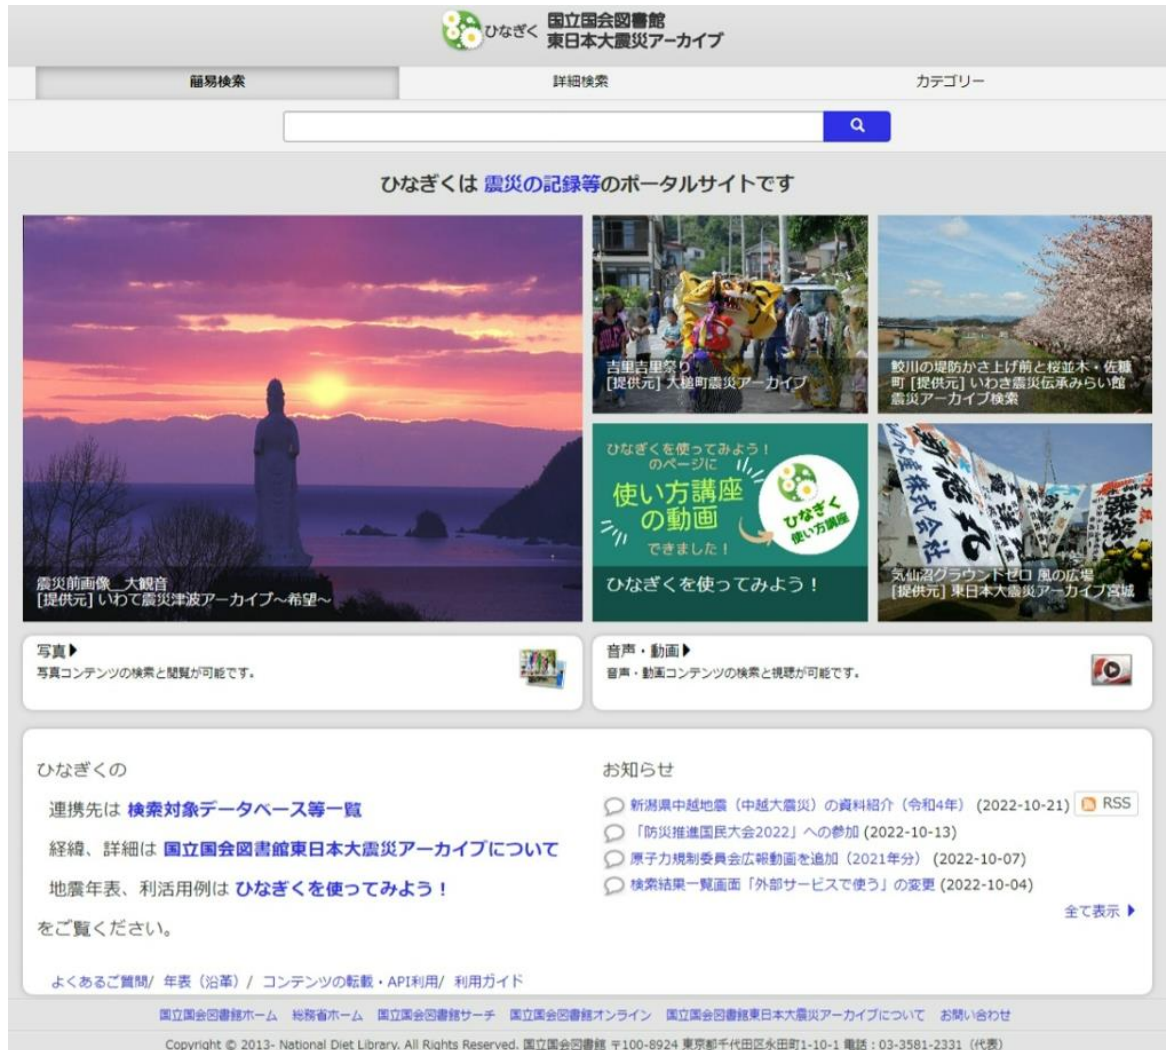 ひなぎく
国立国会図書館
東日本大震災アーカイブ
簡易検索
詳細検索
カテゴリー
ひなぎくは 震災の記録等のポータルサイトです
震災前画像__大観音
[提供元] いわて震災津波アーカイブ～希望～
吉里吉里祭り
[提供元] 大槌町震災アーカイブ
鮫川の堤防かさ上げ前と桜並木・佐糠
町 [提供元] いわき震災伝承みらい館
震災アーカイブ検索
ひなぎくを使ってみよう！
のページに
使い方講座
の動画
できました！
ひなぎく
使い方講座
ひなぎくを使ってみよう！
水産株式会社
気仙沼グラウンドゼロ 風の広場
[提供元] 東日本大震災アーカイブ宮城
写真
写真コンテンツの検索と閲覧が可能です。
音声・動画
音声・動画コンテンツの検索と視聴が可能です。
ひなぎくの
連携先は 検索対象データベース等一覧
経緯、詳細は 国立国会図書館東日本大震災アーカイブについて
地震年表、利活用例は ひなぎくを使ってみよう！
をご覧ください。
よくあるご質問/ 年表（沿革）/ コンテンツの転載・API利用/ 利用ガイド
お知らせ
新潟県中越地震（中越大震災）の資料紹介（令和4年） (2022-10-21) RSS
「防災推進国民大会2022」への参加 (2022-10-13)
原子力規制委員会広報動画を追加（2021年分） (2022-10-07)
検索結果一覧画面「外部サービスで使う」の変更 (2022-10-04)
全て表示
国立国会図書館ホーム 総務省ホーム 国立国会図書館サーチ 国立国会図書館オンライン 国立国会図書館東日本大震災アーカイブについて お問い合わせ
Copyright © 2013- National Diet Library. All Rights Reserved. 国立国会図書館 〒100-8924 東京都千代田区永田町1-10-1 電話：03-3581-2331（代表）